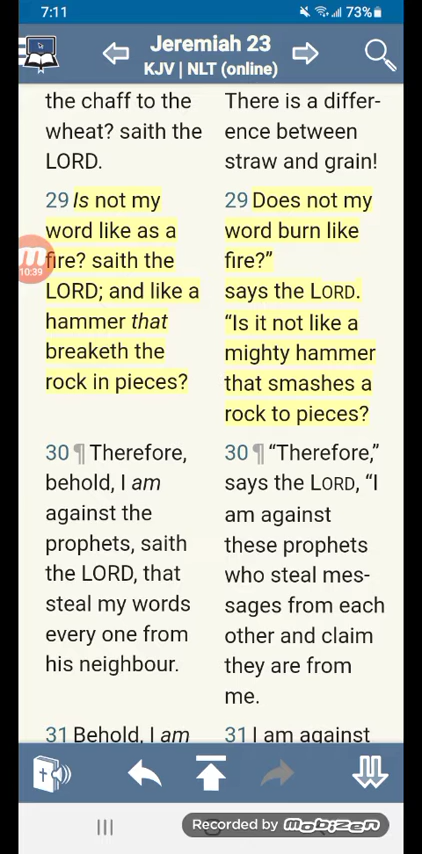 7:11
73%
Jeremiah 23
KJV | NLT (online)
the chaff to the
wheat? saith the
LORD.
29 Is not my
word like as a
fire? saith the
LORD; and like a
hammer that
breaketh the
rock in pieces?
30 ¶ Therefore,
behold, I am
against the
prophets, saith
the LORD, that
steal my words
every one from
his neighbour.
31 Behold, I am
There is a differ-
ence between
straw and grain!
29 Does not my
word burn like
fire?”
says the LORD.
“Is it not like a
mighty hammer
that smashes a
rock to pieces?
30 ¶ “Therefore,”
says the LORD, “I
am against
these prophets
who steal mes-
sages from each
other and claim
they are from
me.
31 I am against
10:39
Recorded by mobizen